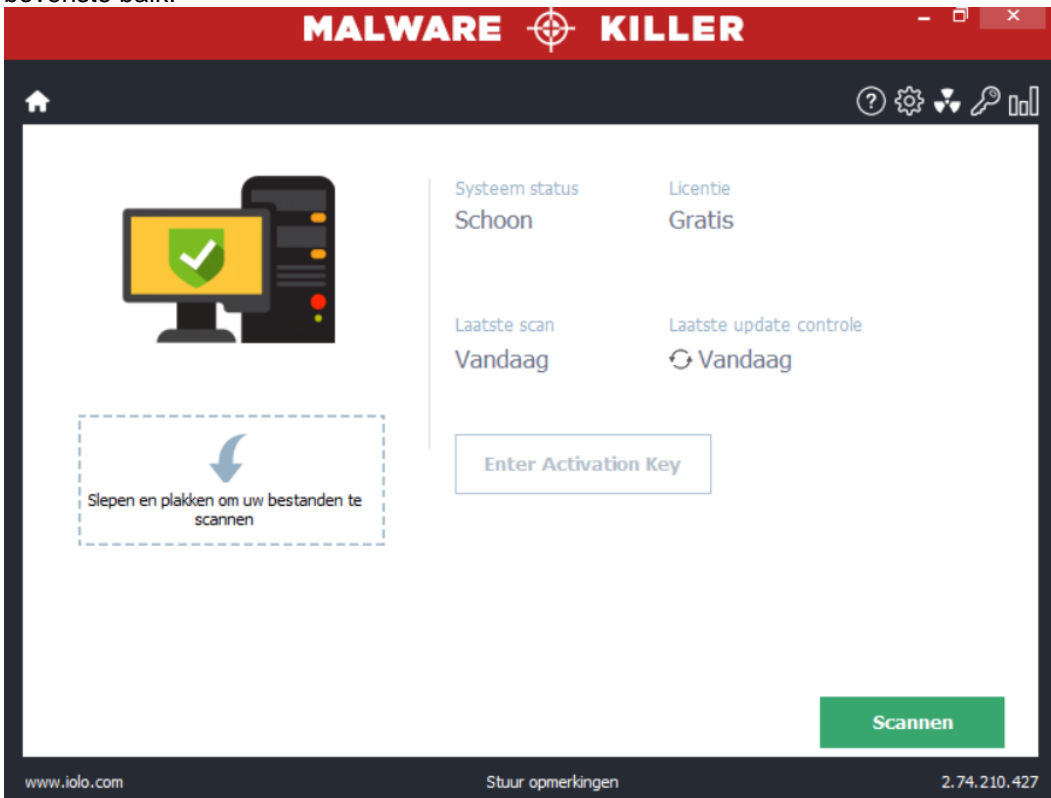 MALWARE KILLER
Systeem status
Schoon
Licentie
Gratis
Laatste scan
Vandaag
Laatste update controle
Vandaag
Enter Activation Key
Slepen en plakken om uw bestanden te
scannen
Scannen
www.iolo.com
Stuur opmerkingen
2.74.210.427